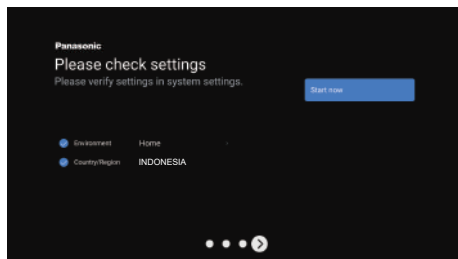 Panasonic
Please check settings
Please verify settings in system settings.
Start now
Environment Home
Country/Region INDONESIA